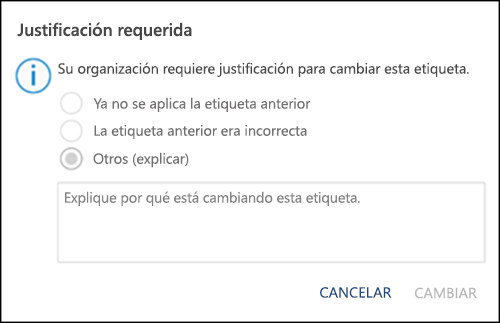 Justificación requerida
Su organización requiere justificación para cambiar esta etiqueta.
Ya no se aplica la etiqueta anterior
La etiqueta anterior era incorrecta
Otros (explicar)
Explique por qué está cambiando esta etiqueta.
CANCELAR CAMBIAR